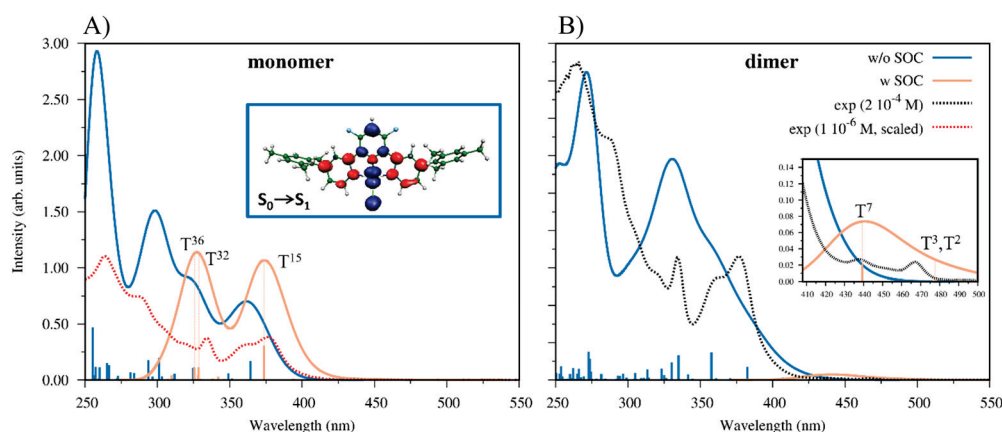 A)
B)
monomer
dimer
w/o SOC
w SOC
exp (2 10⁻⁴ M)
exp (1 10⁻⁶ M, scaled)
S₀→S₁
T³⁶
T³²
T¹⁵
T⁷
T³,T²
0.14
0.12
0.10
0.08
0.06
0.04
0.02
0.00
410 420 430 440 450 460 470 480 490 500
Intensity (arb. units)
3.00
2.50
2.00
1.50
1.00
0.50
0.00
250 300 350 400 450 500 550
Wavelength (nm)
250 300 350 400 450 500 550
Wavelength (nm)